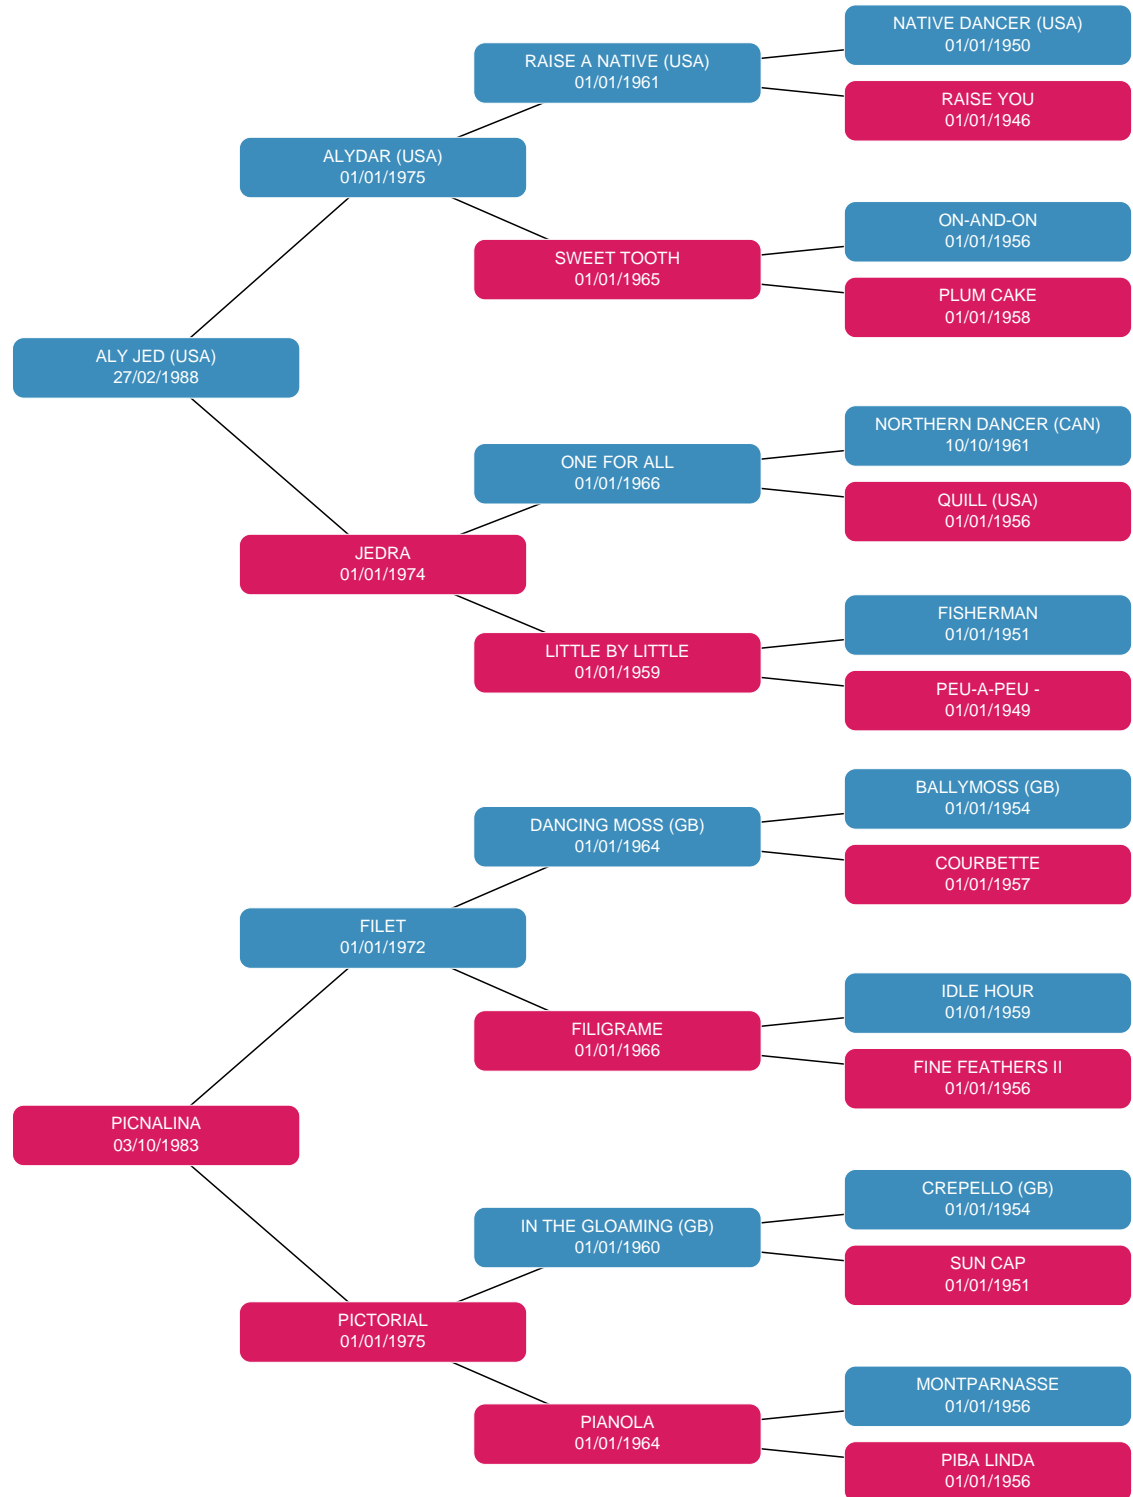 NATIVE DANCER (USA)
01/01/1950
RAISE A NATIVE (USA)
01/01/1961
RAISE YOU
01/01/1946
ALYDAR (USA)
01/01/1975
ON-AND-ON
01/01/1956
SWEET TOOTH
01/01/1965
PLUM CAKE
01/01/1958
ALY JED (USA)
27/02/1988
NORTHERN DANCER (CAN)
10/10/1961
ONE FOR ALL
01/01/1966
QUILL (USA)
01/01/1956
JEDRA
01/01/1974
FISHERMAN
01/01/1951
LITTLE BY LITTLE
01/01/1959
PEU-A-PEU -
01/01/1949
BALLYMOSS (GB)
01/01/1954
DANCING MOSS (GB)
01/01/1964
COURBETTE
01/01/1957
FILET
01/01/1972
IDLE HOUR
01/01/1959
FILIGRAME
01/01/1966
FINE FEATHERS II
01/01/1956
PICNALINA
03/10/1983
CREPELLO (GB)
01/01/1954
IN THE GLOAMING (GB)
01/01/1960
SUN CAP
01/01/1951
PICTORIAL
01/01/1975
MONTPARNASSE
01/01/1956
PIANOLA
01/01/1964
PIBA LINDA
01/01/1956